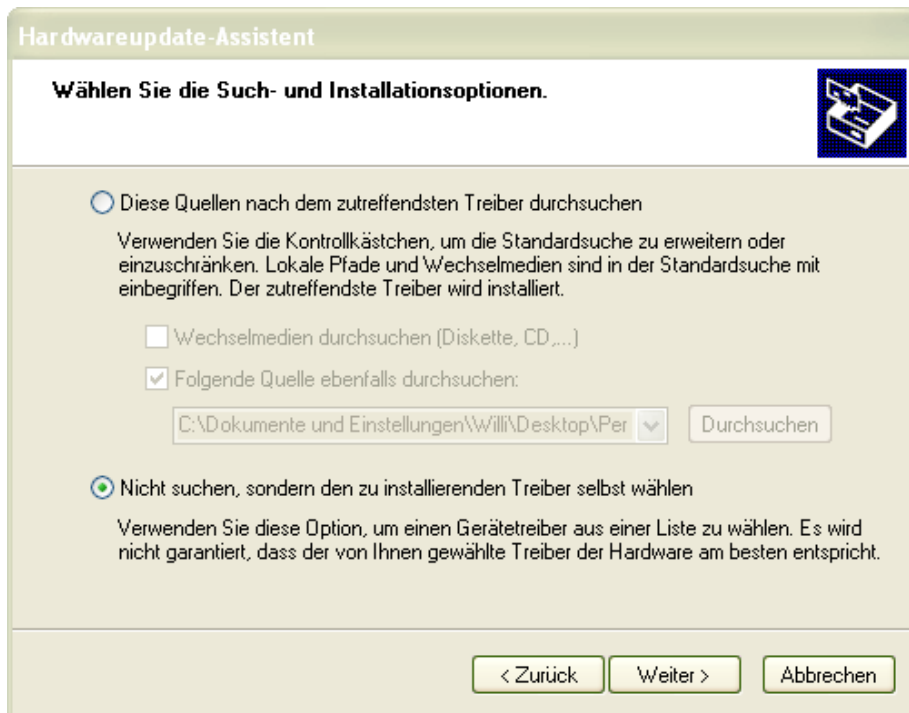 Hardwareupdate-Assistent
Wählen Sie die Such- und Installationsoptionen.
Diese Quellen nach dem zutreffendsten Treiber durchsuchen
Verwenden Sie die Kontrollkästchen, um die Standardsuche zu erweitern oder
einzuschränken. Lokale Pfade und Wechselmedien sind in der Standardsuche mit
einbegriffen. Der zutreffendste Treiber wird installiert.
Wechselmedien durchsuchen (Diskette, CD,...)
Folgende Quelle ebenfalls durchsuchen:
C:\Dokumente und Einstellungen\Willi\Desktop\Per
Durchsuchen
Nicht suchen, sondern den zu installierenden Treiber selbst wählen
Verwenden Sie diese Option, um einen Gerätetreiber aus einer Liste zu wählen. Es wird
nicht garantiert, dass der von Ihnen gewählte Treiber der Hardware am besten entspricht.
< Zurück
Weiter >
Abbrechen